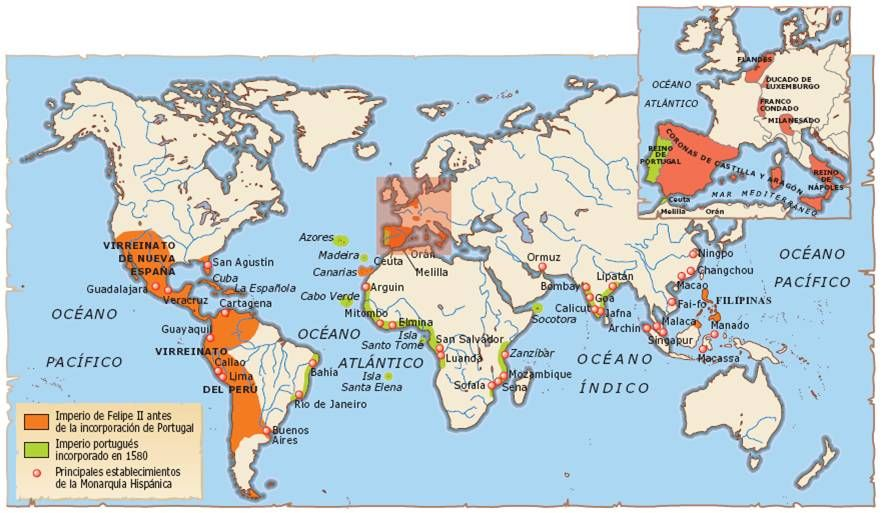 FLANDES
OCÉANO
ATLÁNTICO
DUCADO DE
LUXEMBURGO
FRANCO
CONDADO
MILANESADO
REINO
DE
PORTUGAL
CORONAS DE CASTILLA Y ARAGÓN
REINO
DE
NÁPOLES
MAR MEDITERRÁNEO
Ceuta
Melilla
Orán
VIRREINATO
DE NUEVA
ESPAÑA
San Agustín
Cuba
La Española
Guadalajara
Veracruz
Cartagena
OCÉANO
PACÍFICO
Guayaquil
VIRREINATO
DEL PERÚ
Callao
Lima
Bahía
Río de Janeiro
Buenos
Aires
Azores
Madeira
Canarias
Cabo Verde
Ceuta
Orán
Melilla
Arguin
Mitombo
Elmina
Isla
Santo Tomé
OCÉANO
ATLÁNTICO
Isla
Santa Elena
San Salvador
Luanda
Zanzíbar
Mozambique
Sofala
Sena
Socotora
Ormuz
Bombay
Lipatán
Goa
Calicut
Jafna
OCÉANO
ÍNDICO
Ningpo
Changchou
Macao
Fai-fo
FILIPINAS
Malaca
Archin
Singapur
Manado
Macassa
OCÉANO
PACÍFICO
Imperio de Felipe II antes
de la incorporación de Portugal
Imperio portugués
incorporado en 1580
Principales establecimientos
de la Monarquía Hispánica